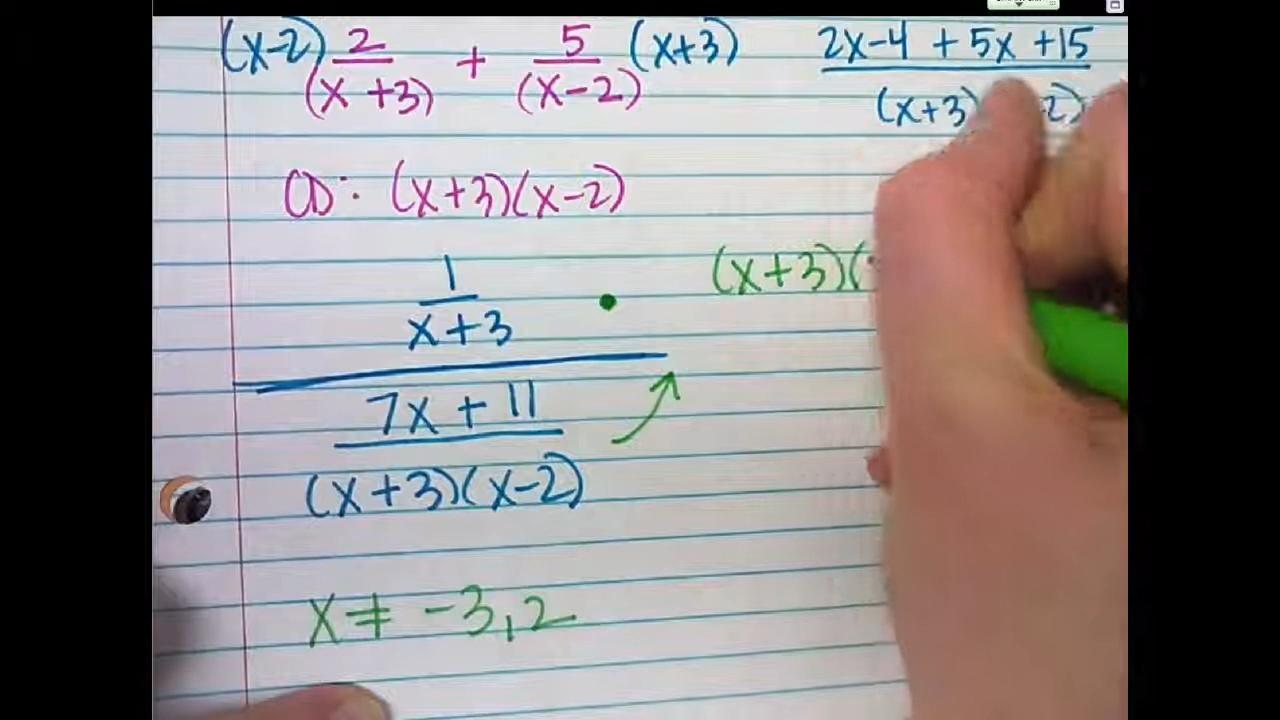 (x-2) 2/(x+3) + 5/(x-2) (x+3)
2x-4 + 5x +15
(x+3) -2)
CD: (x+3)(x-2)
1
x+3
• (x+3)(
7x + 11
(x+3)(x-2)
x ≠ -3,2